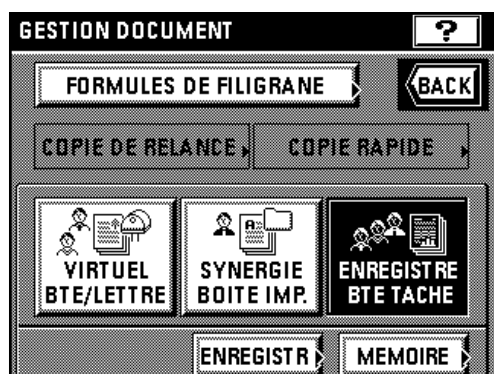 GESTION DOCUMENT ?
FORMULES DE FILIGRANE BACK
COPIE DE RELANCE COPIE RAPIDE
VIRTUEL SYNERGIE ENREGISTRE
BTE/LETTRE BOITE IMP. BTE TACHE
ENREGISTR MEMOIRE